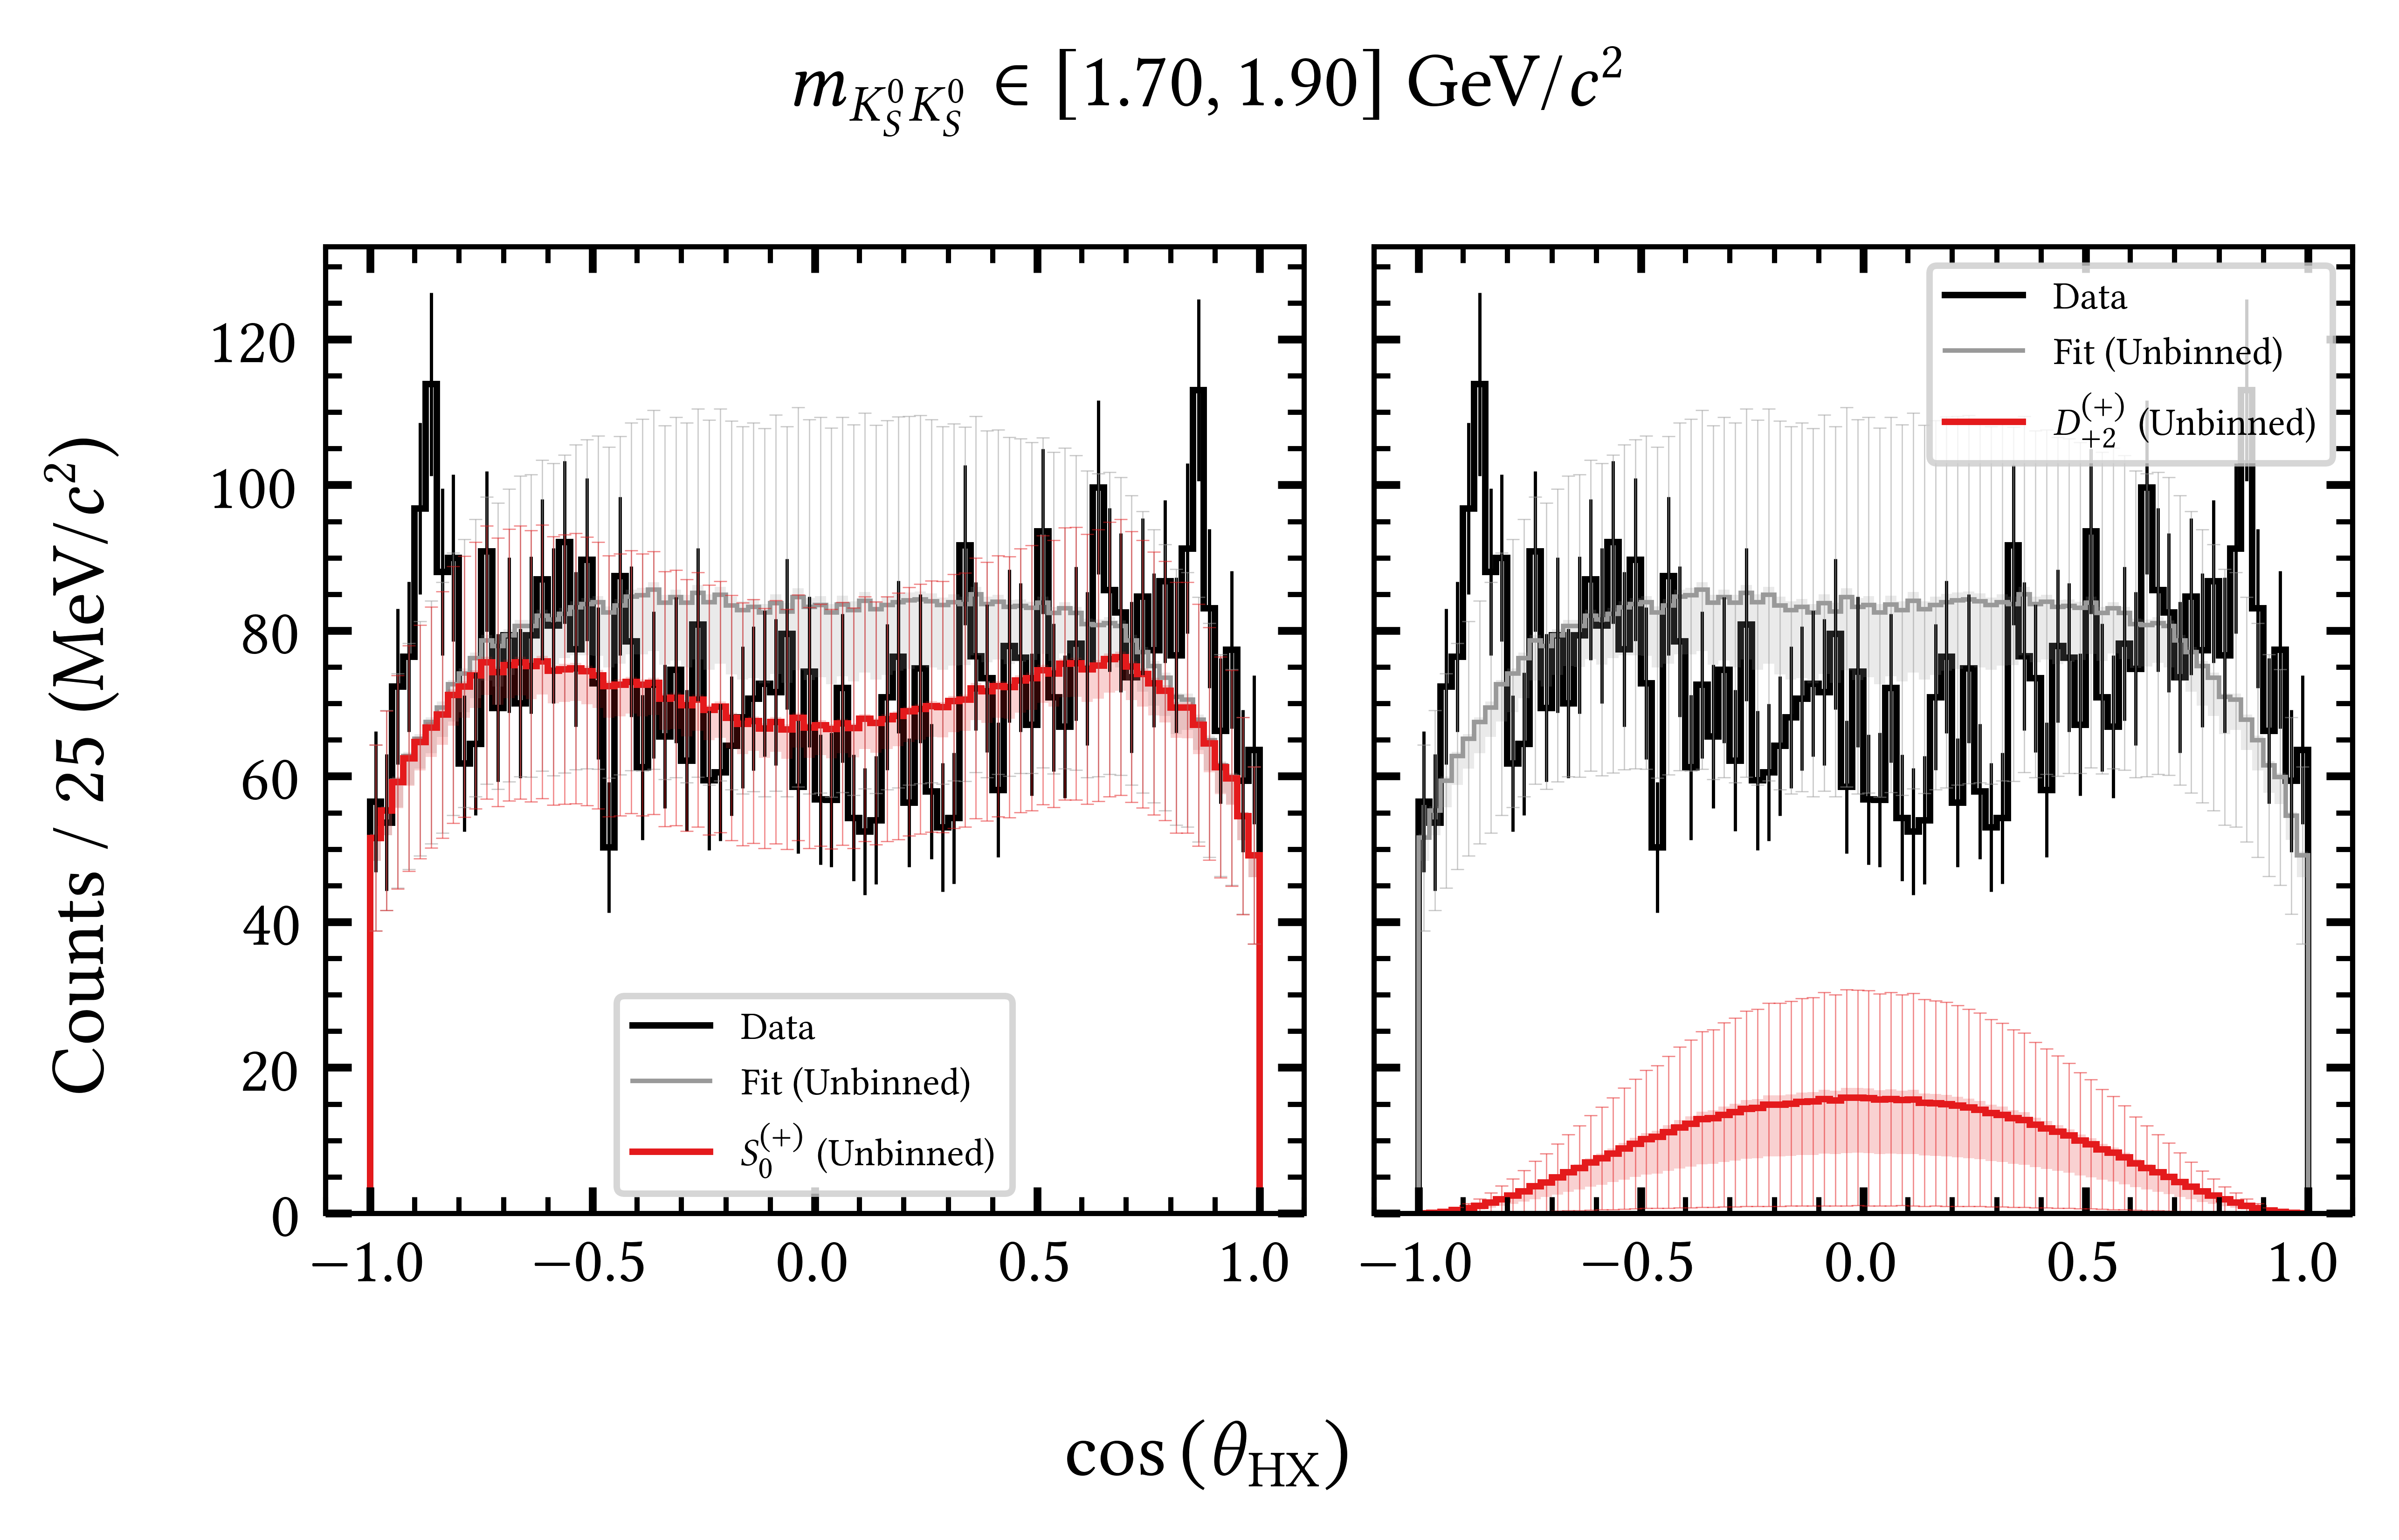 m_{K_S^0 K_S^0} ∈ [1.70, 1.90] GeV/c²
Counts / 25 (MeV/c²)
120
100
80
60
40
20
0
Data
Fit (Unbinned)
S_0^{(+)} (Unbinned)
−1.0 −0.5 0.0 0.5 1.0
Data
Fit (Unbinned)
D_{+2}^{(+)} (Unbinned)
−1.0 −0.5 0.0 0.5 1.0
cos (θ_HX)